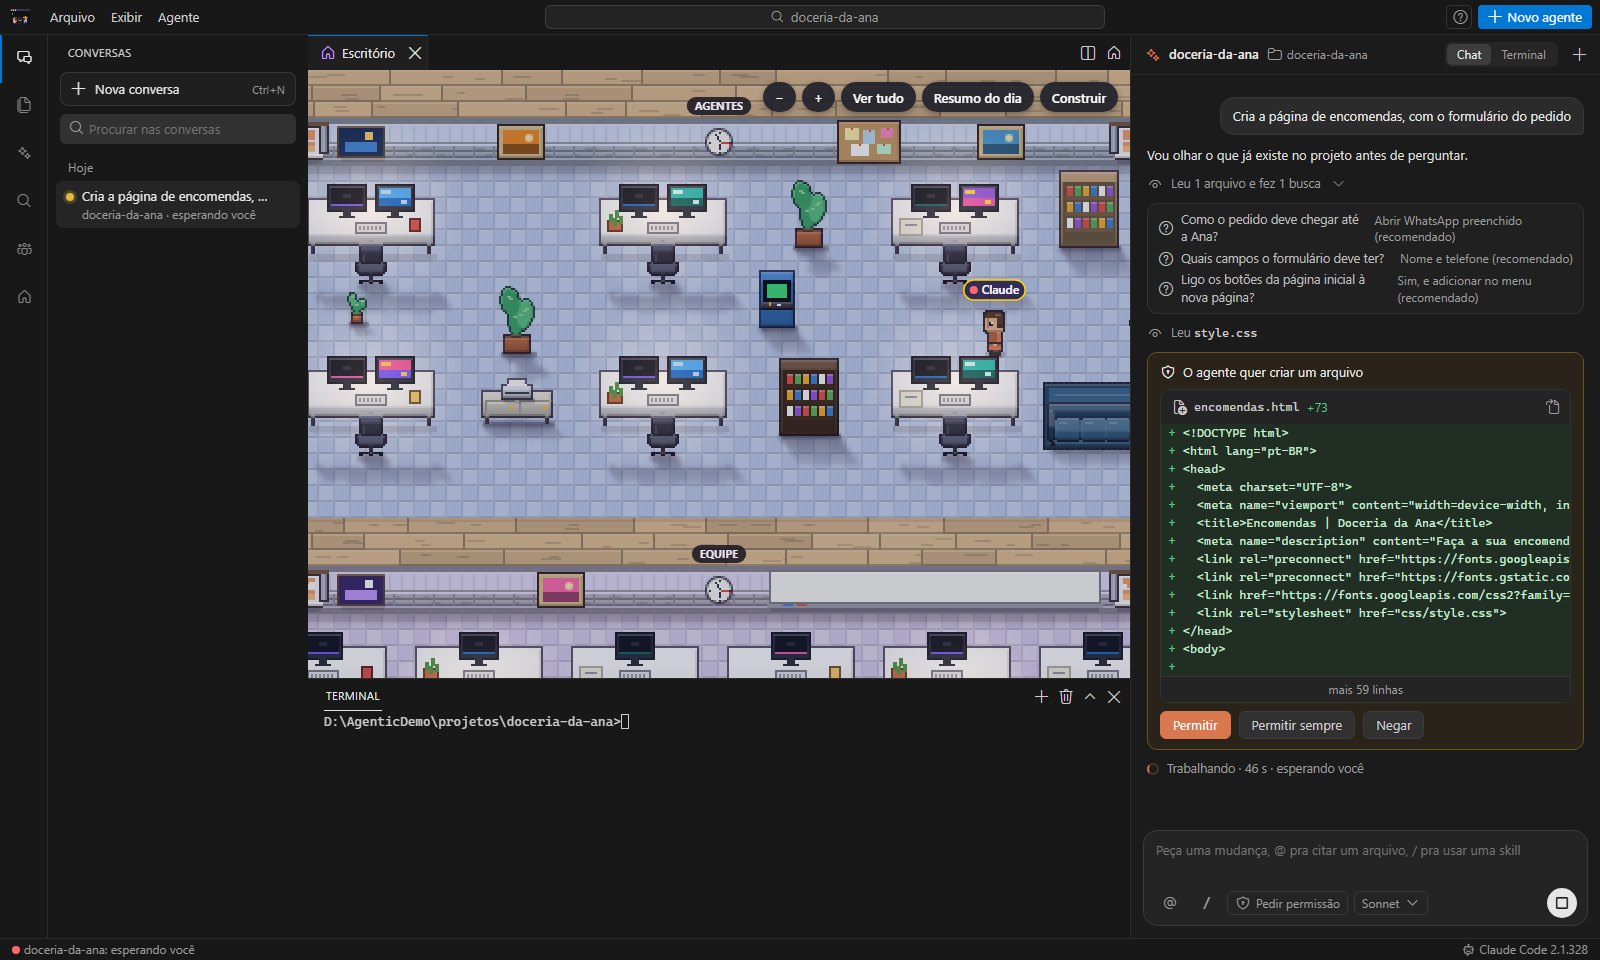 Arquivo Exibir Agente
doceria-da-ana
Novo agente
CONVERSAS
Nova conversa Ctrl+N
Procurar nas conversas
Hoje
Cria a página de encomendas, ...
doceria-da-ana · esperando você
Escritório
AGENTES
− + Ver tudo Resumo do dia Construir
Claude
EQUIPE
TERMINAL
D:\AgenticDemo\projetos\doceria-da-ana>
doceria-da-ana doceria-da-ana Chat Terminal
Cria a página de encomendas, com o formulário do pedido
Vou olhar o que já existe no projeto antes de perguntar.
Leu 1 arquivo e fez 1 busca
Como o pedido deve chegar até a Ana? Abrir WhatsApp preenchido (recomendado)
Quais campos o formulário deve ter? Nome e telefone (recomendado)
Ligo os botões da página inicial à nova página? Sim, e adicionar no menu (recomendado)
Leu style.css
O agente quer criar um arquivo
encomendas.html +73
+ <!DOCTYPE html>
+ <html lang="pt-BR">
+ <head>
+ <meta charset="UTF-8">
+ <meta name="viewport" content="width=device-width, in
+ <title>Encomendas | Doceria da Ana</title>
+ <meta name="description" content="Faça a sua encomend
+ <link rel="preconnect" href="https://fonts.googleapis
+ <link rel="preconnect" href="https://fonts.gstatic.co
+ <link href="https://fonts.googleapis.com/css2?family=
+ <link rel="stylesheet" href="css/style.css">
+ </head>
+ <body>
+
mais 59 linhas
Permitir Permitir sempre Negar
Trabalhando · 46 s · esperando você
Peça uma mudança, @ pra citar um arquivo, / pra usar uma skill
@ / Pedir permissão Sonnet
doceria-da-ana: esperando você
Claude Code 2.1.328